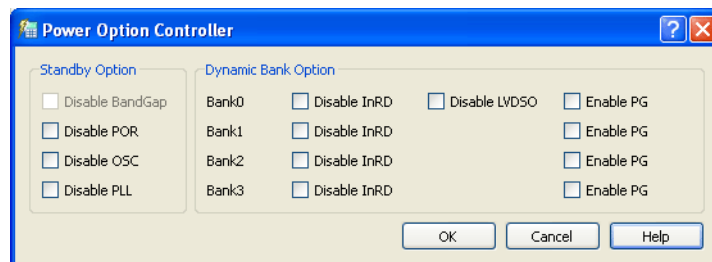 Power Option Controller
Standby Option
Dynamic Bank Option
Disable BandGap
Bank0 Disable InRD Disable LVDSO Enable PG
Disable POR
Bank1 Disable InRD Enable PG
Disable OSC
Bank2 Disable InRD Enable PG
Disable PLL
Bank3 Disable InRD Enable PG
OK Cancel Help